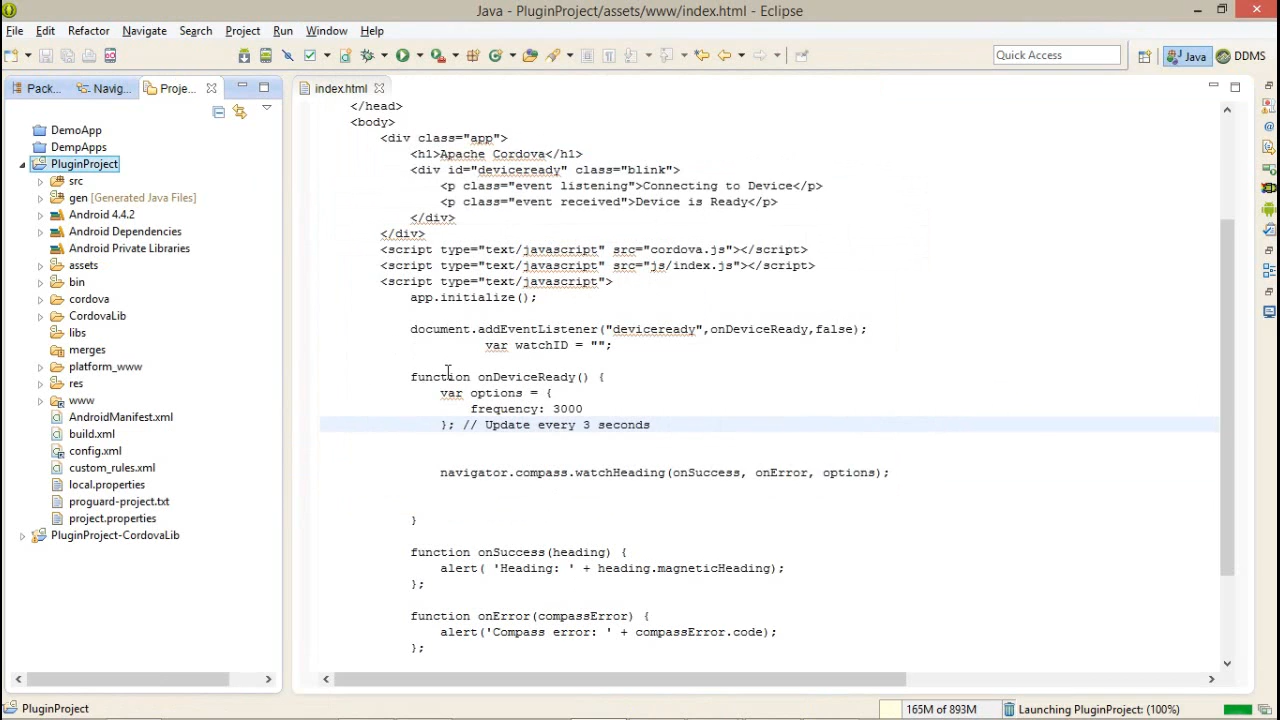 Java - PluginProject/assets/www/index.html - Eclipse
File Edit Refactor Navigate Search Project Run Window Help
Quick Access
Java
DDMS
Pack...
Navig...
Proje...
index.html
DemoApp
DempApps
PluginProject
src
gen [Generated Java Files]
Android 4.4.2
Android Dependencies
Android Private Libraries
assets
bin
cordova
CordovaLib
libs
merges
platform_www
res
www
AndroidManifest.xml
build.xml
config.xml
custom_rules.xml
local.properties
proguard-project.txt
project.properties
PluginProject-CordovaLib
</head>
<body>
<div class="app">
<h1>Apache Cordova</h1>
<div id="deviceready" class="blink">
<p class="event listening">Connecting to Device</p>
<p class="event received">Device is Ready</p>
</div>
</div>
<script type="text/javascript" src="cordova.js"></script>
<script type="text/javascript" src="js/index.js"></script>
<script type="text/javascript">
app.initialize();
document.addEventListener("deviceready",onDeviceReady,false);
var watchID = "";
function onDeviceReady() {
var options = {
frequency: 3000
}; // Update every 3 seconds
navigator.compass.watchHeading(onSuccess, onError, options);
}
function onSuccess(heading) {
alert( 'Heading: ' + heading.magneticHeading);
};
function onError(compassError) {
alert('Compass error: ' + compassError.code);
};
PluginProject
165M of 893M
Launching PluginProject: (100%)